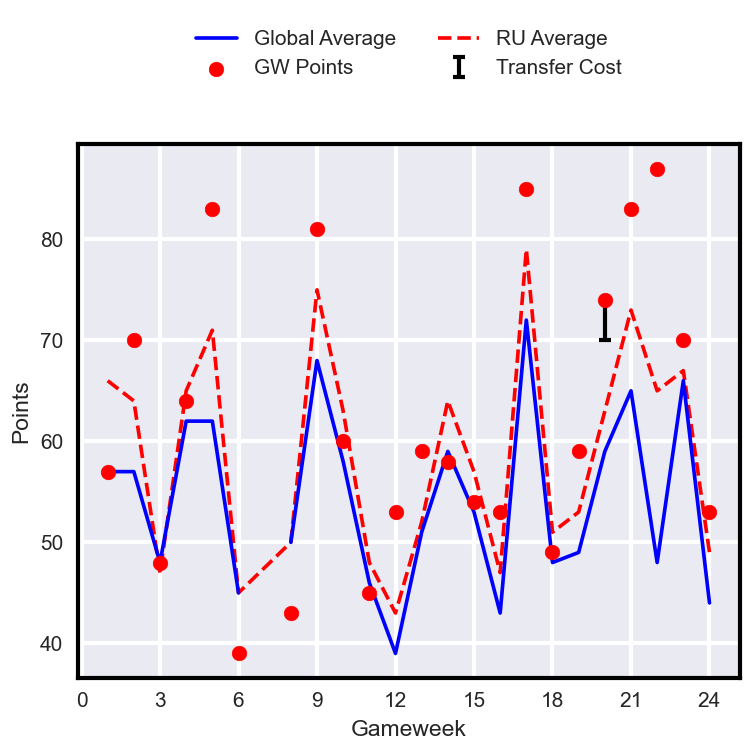 Global Average RU Average
GW Points Transfer Cost
80
70
60
50
40
Points
0 3 6 9 12 15 18 21 24
Gameweek